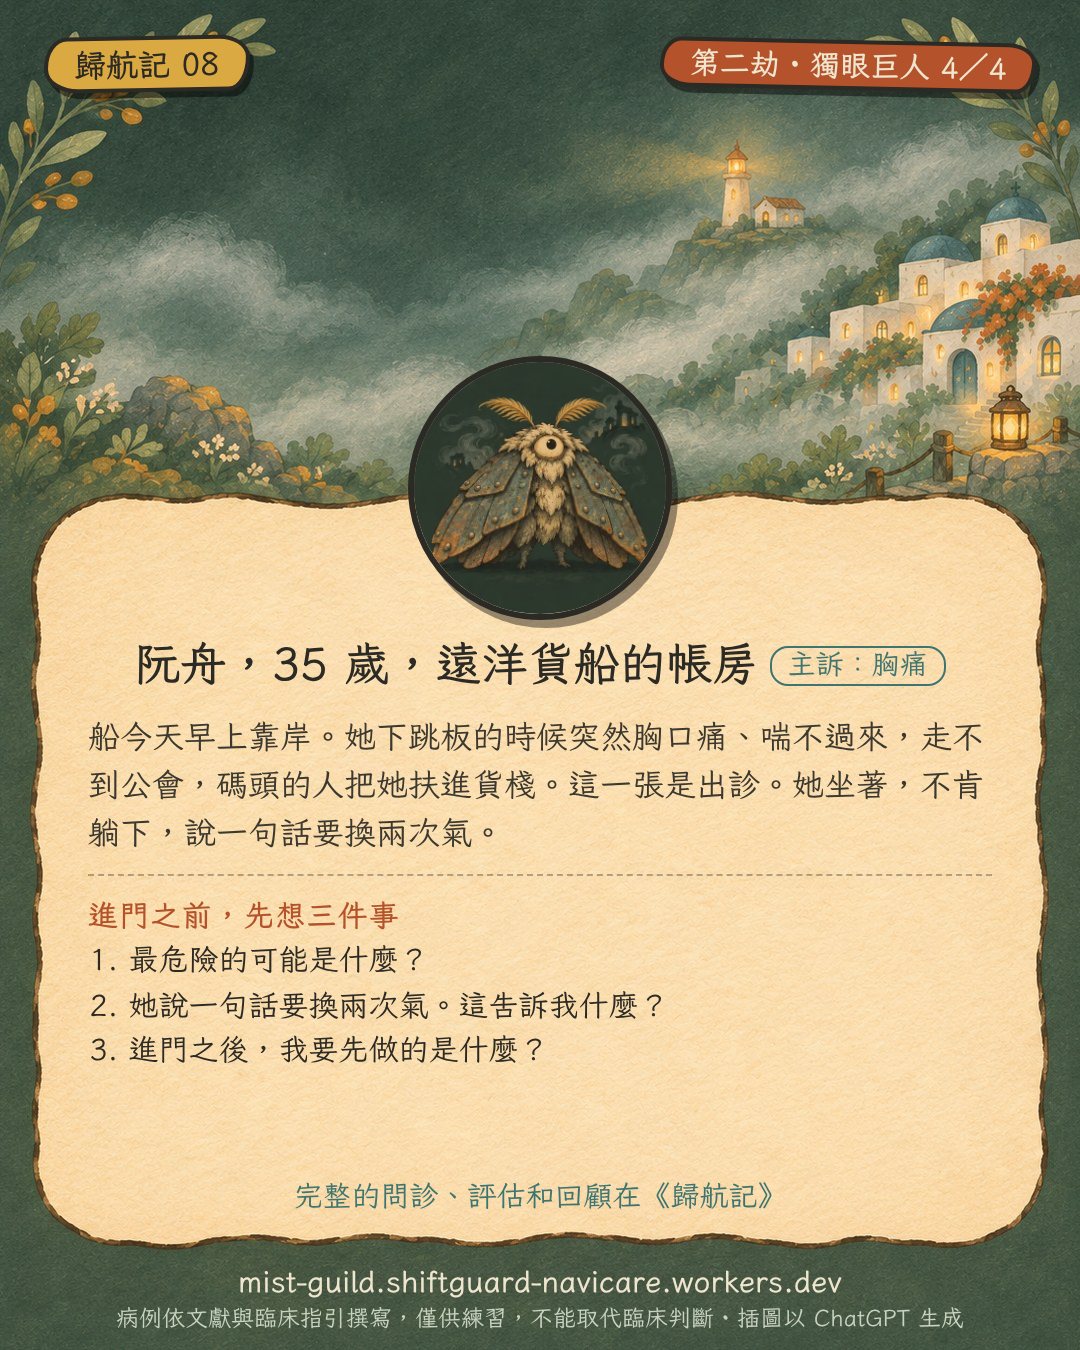 歸航記 08
第二劫・獨眼巨人 4／4
阮舟，35 歲，遠洋貨船的帳房
主訴：胸痛
船今天早上靠岸。她下跳板的時候突然胸口痛、喘不過來，走不
到公會，碼頭的人把她扶進貨棧。這一張是出診。她坐著，不肯
躺下，說一句話要換兩次氣。
進門之前，先想三件事
1. 最危險的可能是什麼？
2. 她說一句話要換兩次氣。這告訴我什麼？
3. 進門之後，我要先做的是什麼？
完整的問診、評估和回顧在《歸航記》
mist-guild.shiftguard-navicare.workers.dev
病例依文獻與臨床指引撰寫，僅供練習，不能取代臨床判斷・插圖以 ChatGPT 生成